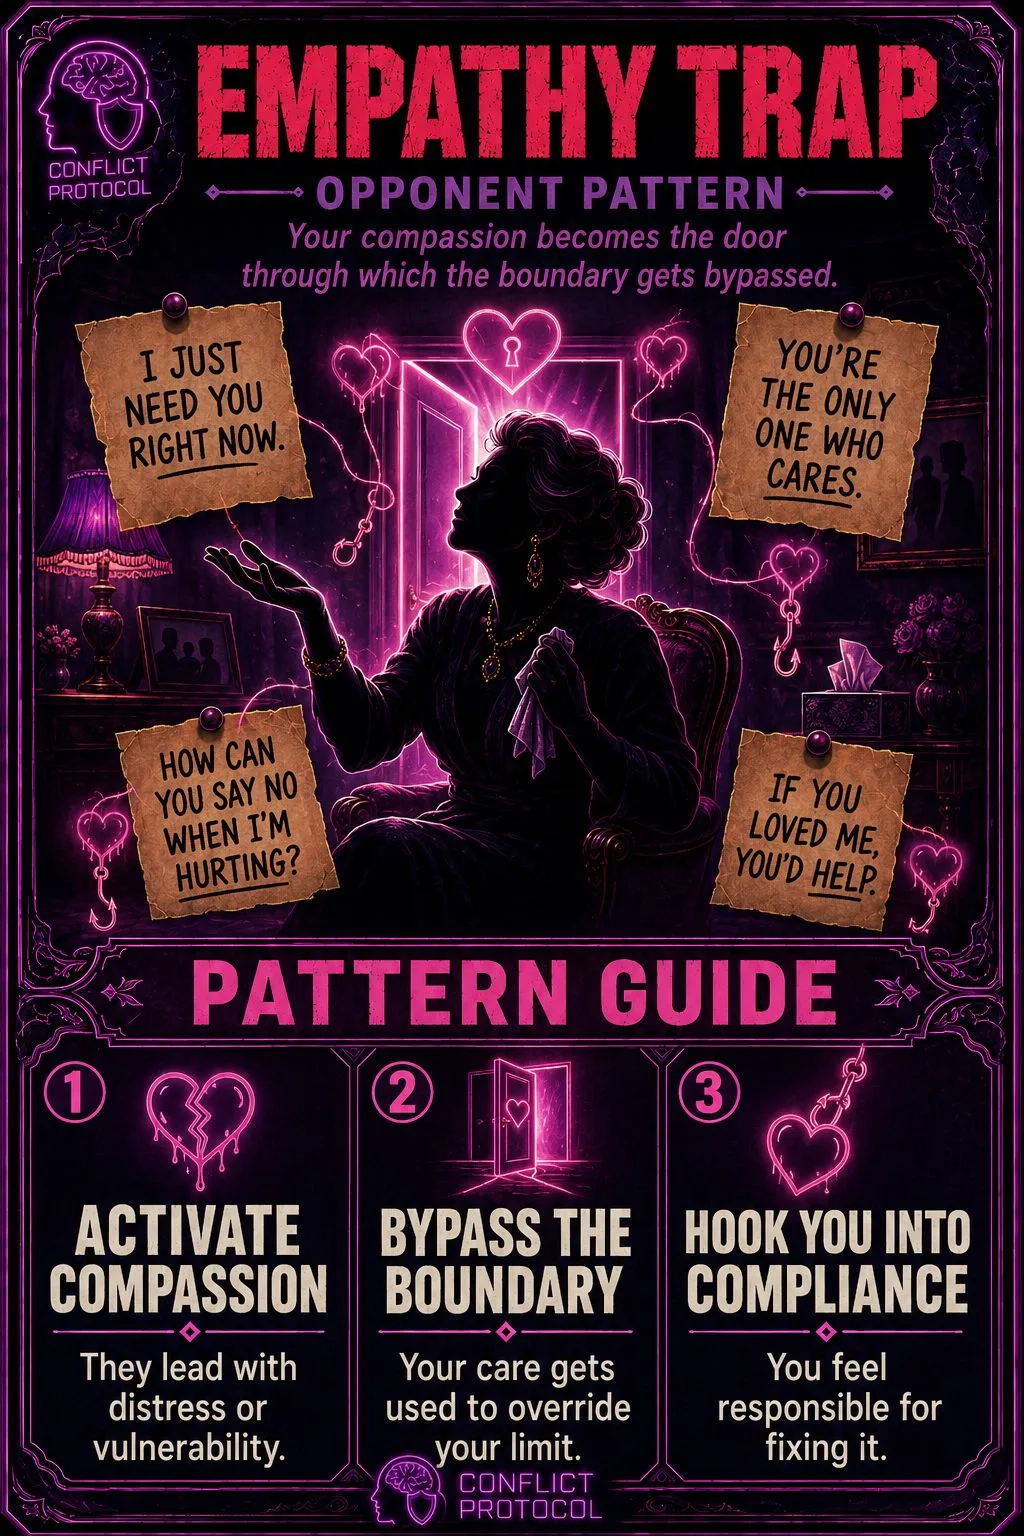 CONFLICT
PROTOCOL
EMPATHY TRAP
OPPONENT PATTERN
Your compassion becomes the door
through which the boundary gets bypassed.
I JUST
NEED YOU
RIGHT NOW.
YOU'RE
THE ONLY
ONE WHO
CARES.
HOW CAN
YOU SAY NO
WHEN I'M
HURTING?
IF YOU
LOVED ME,
YOU'D HELP.
PATTERN GUIDE
1
ACTIVATE
COMPASSION
They lead with
distress or
vulnerability.
2
BYPASS THE
BOUNDARY
Your care gets
used to override
your limit.
3
HOOK YOU INTO
COMPLIANCE
You feel
responsible for
fixing it.
CONFLICT
PROTOCOL